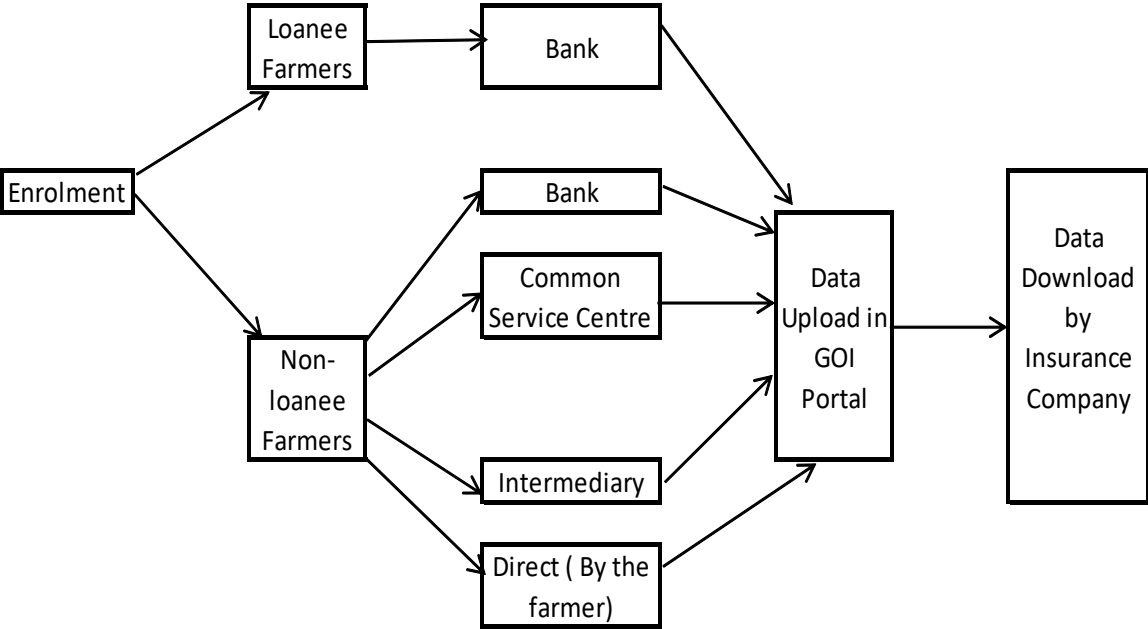 Loanee
Farmers
Bank
Enrolment
Bank
Common
Service Centre
Non-
loanee
Farmers
Intermediary
Direct ( By the
farmer)
Data
Upload in
GOI
Portal
Data
Download
by
Insurance
Company